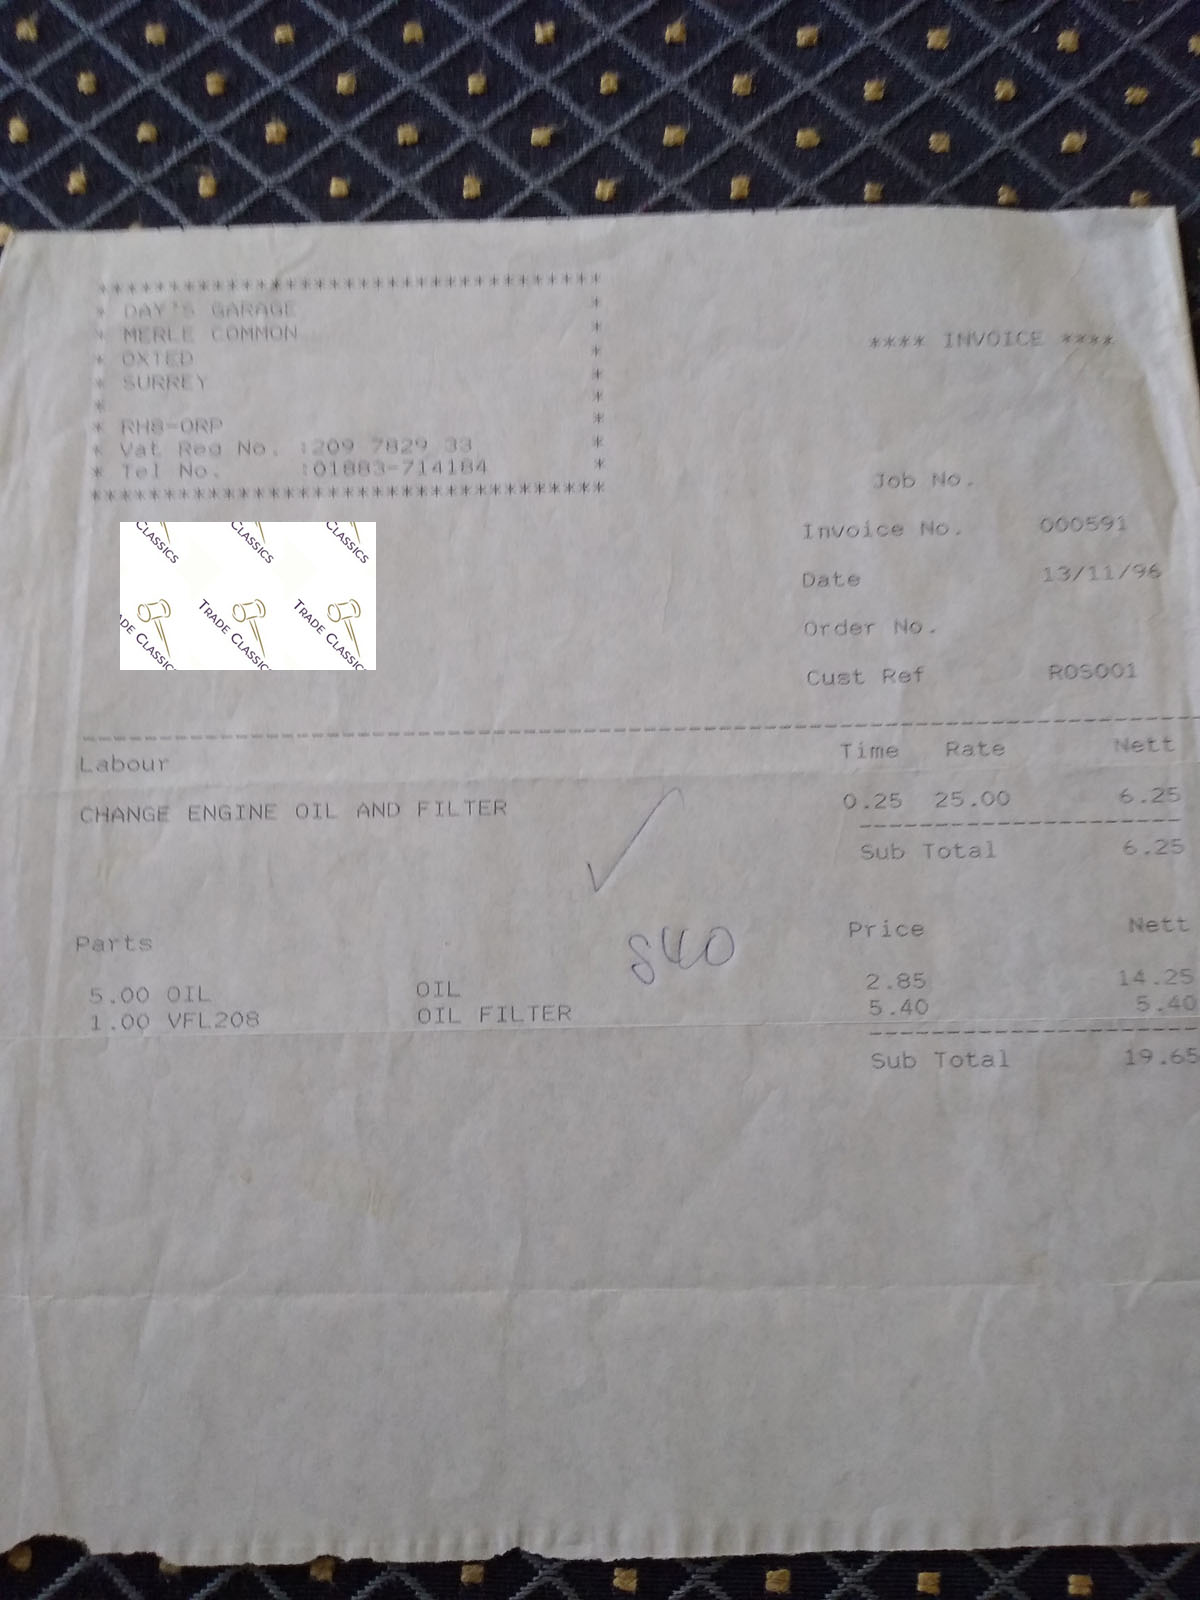 ***********************************
* DAY'S GARAGE *
* MERLE COMMON *
* OXTED *
* SURREY *
* *
* RH8-0RP *
* Vat Reg No. :209 7829 33 *
* Tel No. :01883-714184 *
***********************************
**** INVOICE ****
Job No.
Invoice No. 000591
Date 13/11/96
Order No.
Cust Ref ROS001
CLASSICS CLASSICS CLASSICS
TRADE CLASSICS TRADE CLASSICS
Labour Time Rate Nett
CHANGE ENGINE OIL AND FILTER 0.25 25.00 6.25
Sub Total 6.25
Parts Price Nett
S40
5.00 OIL OIL 2.85 14.25
1.00 VFL208 OIL FILTER 5.40 5.40
Sub Total 19.65